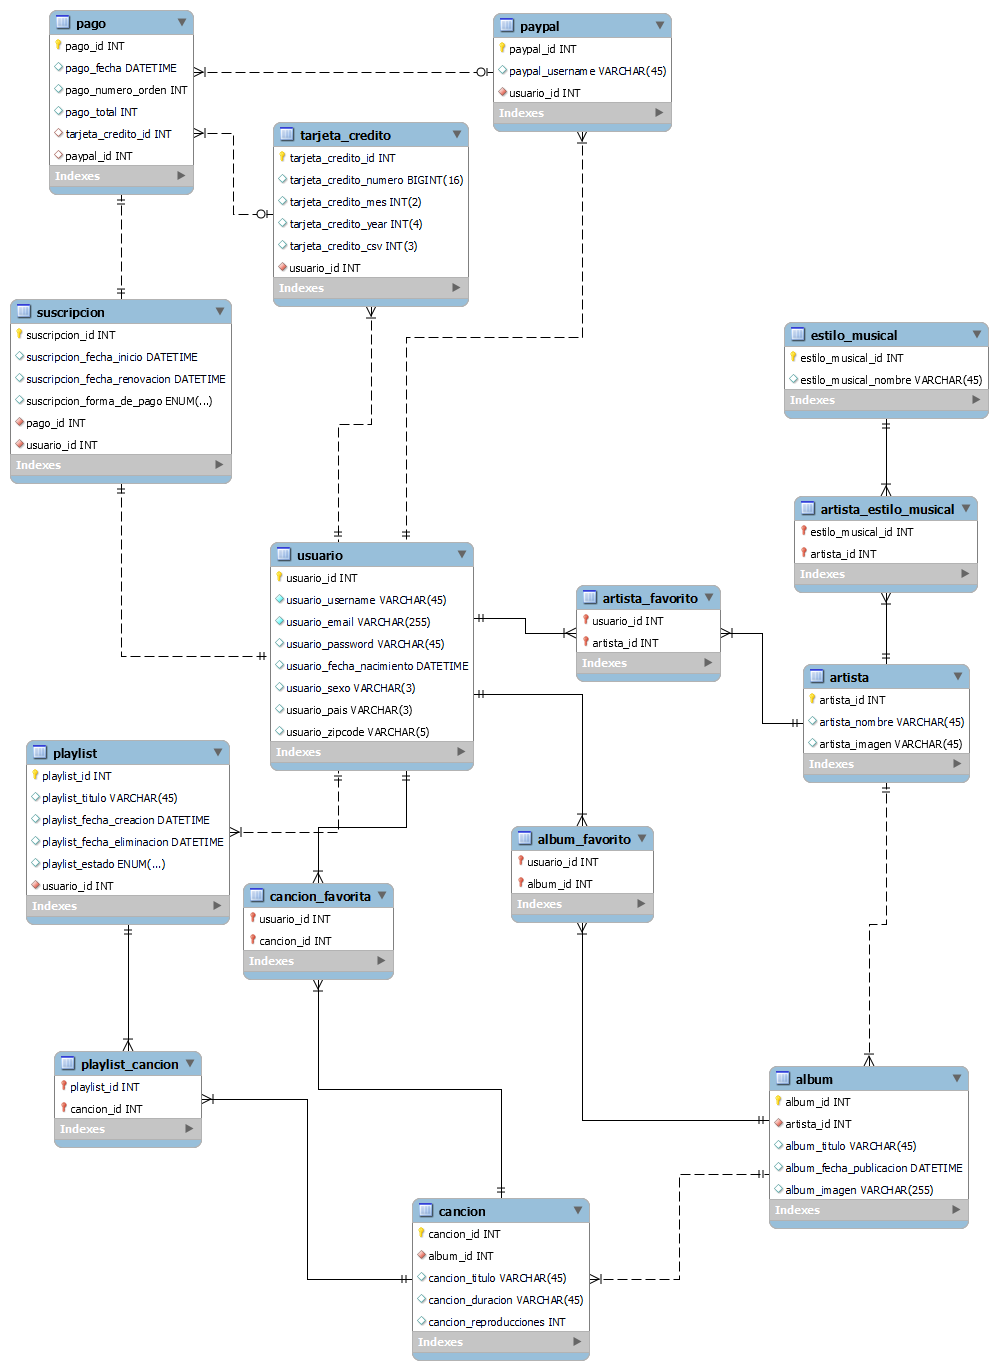 pago
pago_id INT
pago_fecha DATETIME
pago_numero_orden INT
pago_total INT
tarjeta_credito_id INT
paypal_id INT
Indexes
paypal
paypal_id INT
paypal_username VARCHAR(45)
usuario_id INT
Indexes
tarjeta_credito
tarjeta_credito_id INT
tarjeta_credito_numero BIGINT(16)
tarjeta_credito_mes INT(2)
tarjeta_credito_year INT(4)
tarjeta_credito_csv INT(3)
usuario_id INT
Indexes
suscripcion
suscripcion_id INT
suscripcion_fecha_inicio DATETIME
suscripcion_fecha_renovacion DATETIME
suscripcion_forma_de_pago ENUM(...)
pago_id INT
usuario_id INT
Indexes
estilo_musical
estilo_musical_id INT
estilo_musical_nombre VARCHAR(45)
Indexes
artista_estilo_musical
estilo_musical_id INT
artista_id INT
Indexes
usuario
usuario_id INT
usuario_username VARCHAR(45)
usuario_email VARCHAR(255)
usuario_password VARCHAR(45)
usuario_fecha_nacimiento DATETIME
usuario_sexo VARCHAR(3)
usuario_pais VARCHAR(3)
usuario_zipcode VARCHAR(5)
Indexes
artista_favorito
usuario_id INT
artista_id INT
Indexes
artista
artista_id INT
artista_nombre VARCHAR(45)
artista_imagen VARCHAR(45)
Indexes
playlist
playlist_id INT
playlist_titulo VARCHAR(45)
playlist_fecha_creacion DATETIME
playlist_fecha_eliminacion DATETIME
playlist_estado ENUM(...)
usuario_id INT
Indexes
cancion_favorita
usuario_id INT
cancion_id INT
Indexes
album_favorito
usuario_id INT
album_id INT
Indexes
playlist_cancion
playlist_id INT
cancion_id INT
Indexes
album
album_id INT
artista_id INT
album_titulo VARCHAR(45)
album_fecha_publicacion DATETIME
album_imagen VARCHAR(255)
Indexes
cancion
cancion_id INT
album_id INT
cancion_titulo VARCHAR(45)
cancion_duracion VARCHAR(45)
cancion_reproducciones INT
Indexes